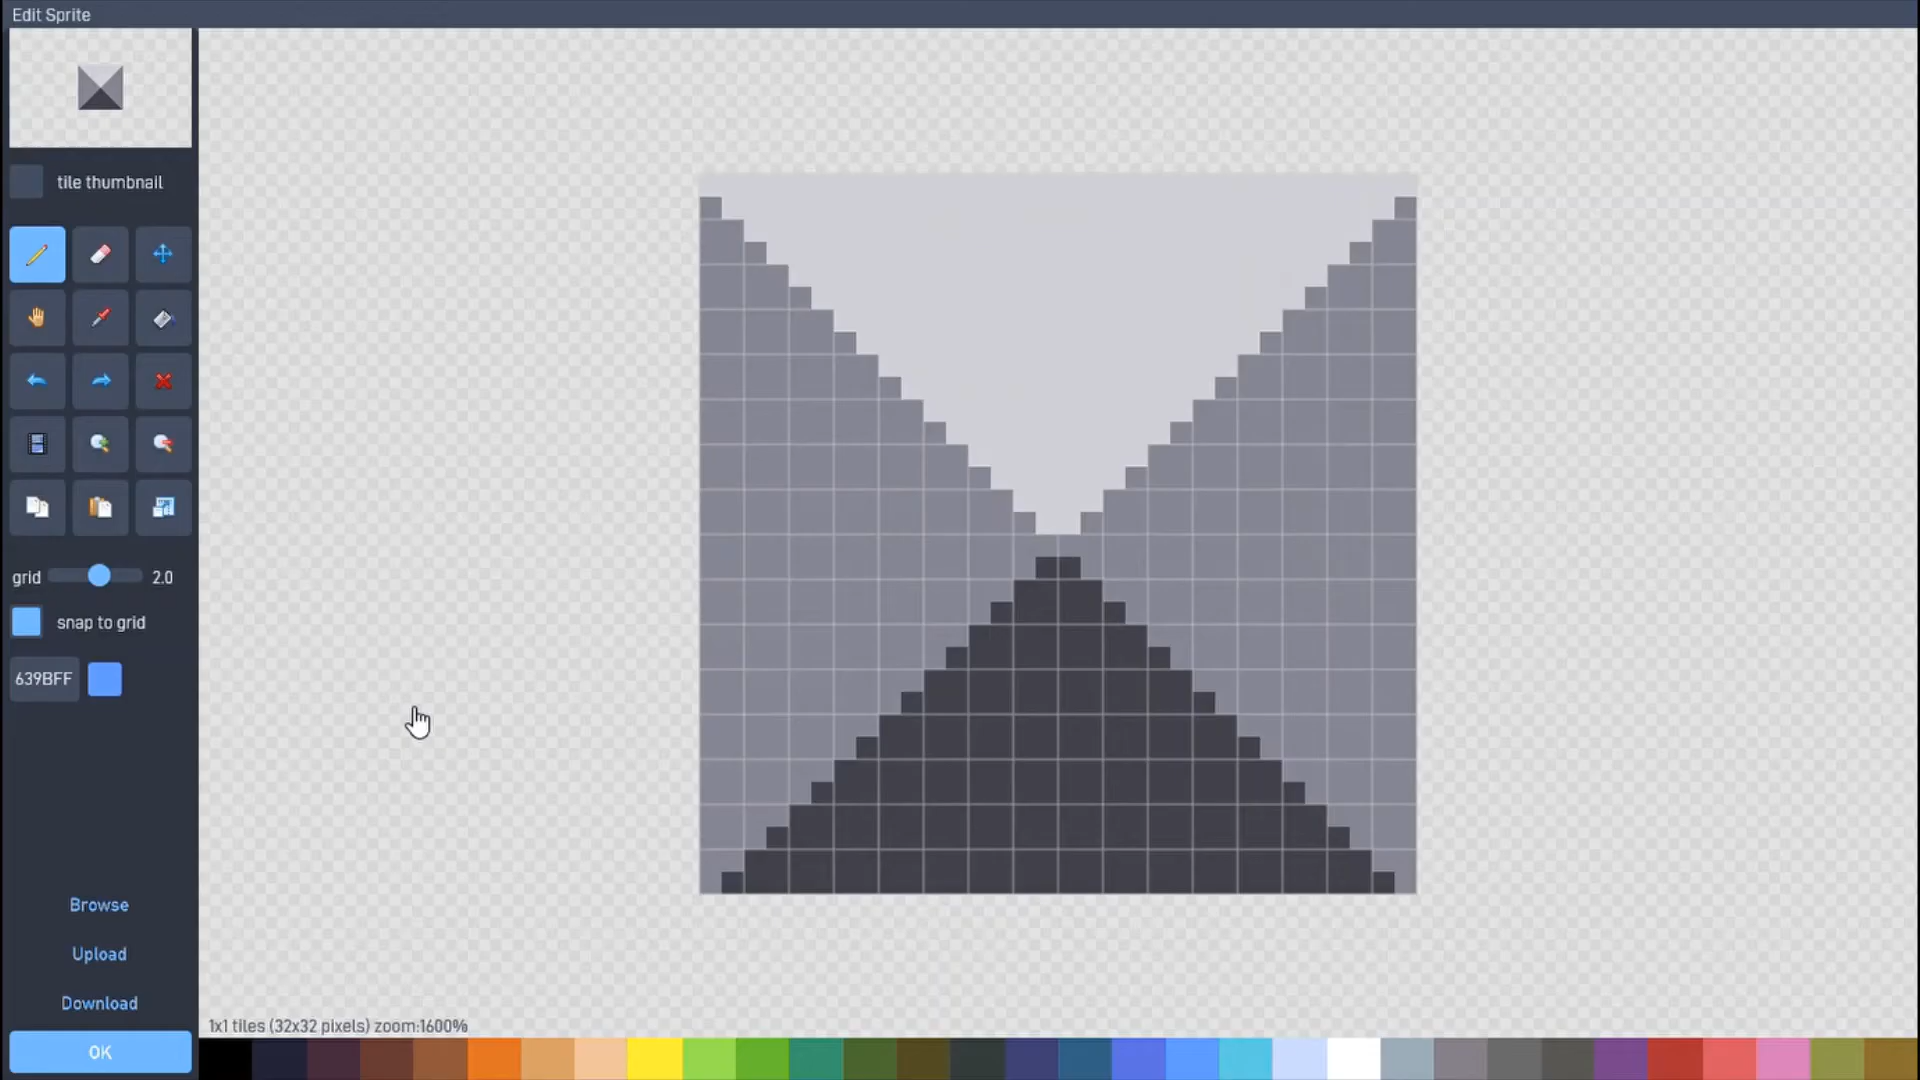 Edit Sprite
tile thumbnail
grid 2.0
snap to grid
639BFF
Browse
Upload
Download
OK
1x1 tiles (32x32 pixels) zoom:1600%